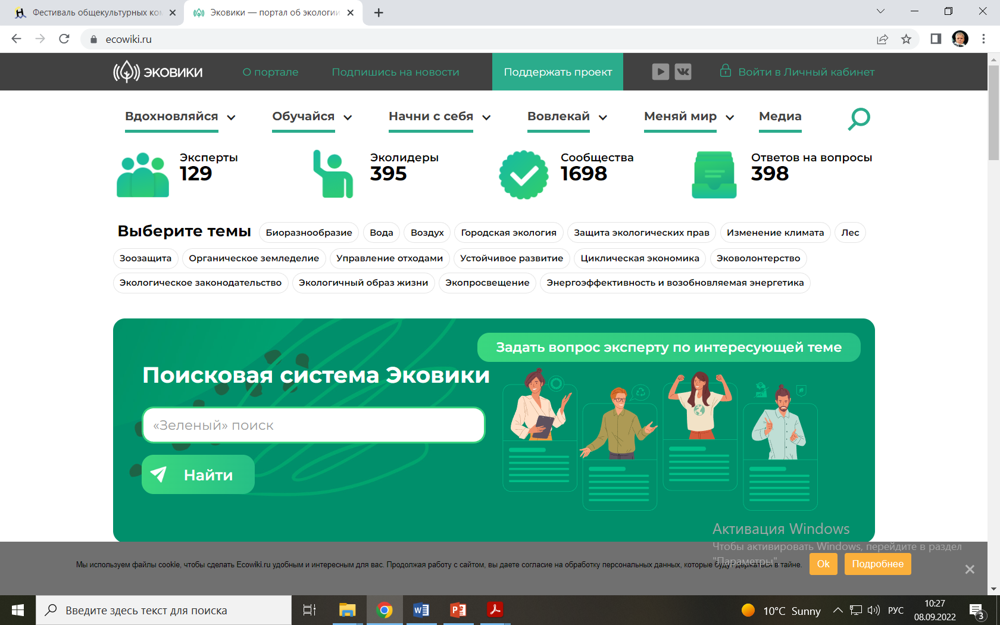 Фестиваль общекультурных ком
Эковики — портал об экологии
ecowiki.ru
ЭКОВИКИ
О портале
Подпишись на новости
Поддержать проект
Войти в Личный кабинет
Вдохновляйся
Обучайся
Начни с себя
Вовлекай
Меняй мир
Медиа
Эксперты
129
Эколидеры
395
Сообщества
1698
Ответов на вопросы
398
Выберите темы Биоразнообразие Вода Воздух Городская экология Защита экологических прав Изменение климата Лес
Зоозащита Органическое земледелие Управление отходами Устойчивое развитие Циклическая экономика Эковолонтерство
Экологическое законодательство Экологичный образ жизни Экопросвещение Энергоэффективность и возобновляемая энергетика
Задать вопрос эксперту по интересующей теме
Поисковая система Эковики
«Зеленый» поиск
Найти
Активация Windows
Чтобы активировать Windows, перейдите в раздел
"Параметры".
Мы используем файлы cookie, чтобы сделать Ecowiki.ru удобным и интересным для вас. Продолжая работу с сайтом, вы даете согласие на обработку персональных данных, которые будут держаться в тайне.
Ok
Подробнее
Введите здесь текст для поиска
10°C Sunny
РУС
10:27
08.09.2022
3